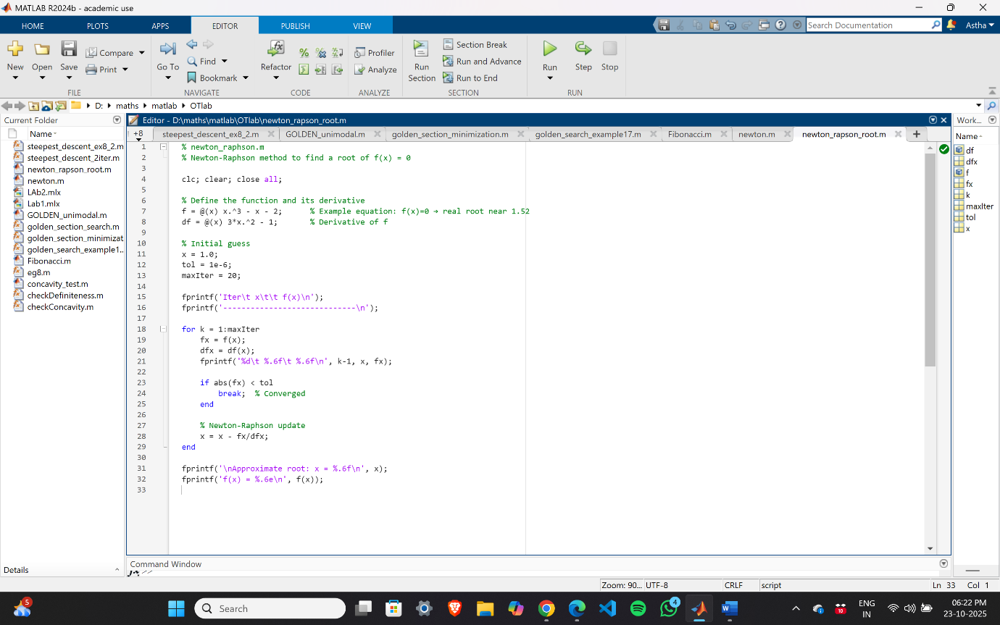 MATLAB R2024b - academic use
HOME PLOTS APPS EDITOR PUBLISH VIEW
Search Documentation
Astha
New Open Save Compare Print
FILE
Go To Find Bookmark
NAVIGATE
Refactor
CODE
Profiler
Analyze
ANALYZE
Run Section
Section Break
Run and Advance
Run to End
SECTION
Run Step Stop
RUN
D: maths matlab OTlab
Current Folder
Name
steepest_descent_ex8_2.m
steepest_descent_2iter.m
newton_rapson_root.m
newton.m
LAb2.mlx
Lab1.mlx
GOLDEN_unimodal.m
golden_section_search.m
golden_section_minimizat
golden_search_example1...
Fibonacci.m
eg8.m
concavity_test.m
checkDefiniteness.m
checkConcavity.m
Details
Editor - D:\maths\matlab\OTlab\newton_rapson_root.m
+8 steepest_descent_ex8_2.m GOLDEN_unimodal.m golden_section_minimization.m golden_search_example17.m Fibonacci.m newton.m newton_rapson_root.m +
1 % newton_raphson.m
2 % Newton-Raphson method to find a root of f(x) = 0
3
4 clc; clear; close all;
5
6 % Define the function and its derivative
7 f = @(x) x.^3 - x - 2; % Example equation: f(x)=0 → real root near 1.52
8 df = @(x) 3*x.^2 - 1; % Derivative of f
9
10 % Initial guess
11 x = 1.0;
12 tol = 1e-6;
13 maxIter = 20;
14
15 fprintf('Iter\t x\t\t f(x)\n');
16 fprintf('-----------------------------\n');
17
18 for k = 1:maxIter
19 fx = f(x);
20 dfx = df(x);
21 fprintf('%d\t %.6f\t %.6f\n', k-1, x, fx);
22
23 if abs(fx) < tol
24 break; % Converged
25 end
26
27 % Newton-Raphson update
28 x = x - fx/dfx;
29 end
30
31 fprintf('\nApproximate root: x = %.6f\n', x);
32 fprintf('f(x) = %.6e\n', f(x));
33
Command Window
Work...
Name
df
dfx
f
fx
k
maxIter
tol
x
Zoom: 90... UTF-8 CRLF script Ln 33 Col 1
5
Search
4
10
ENG
IN
06:22 PM
23-10-2025